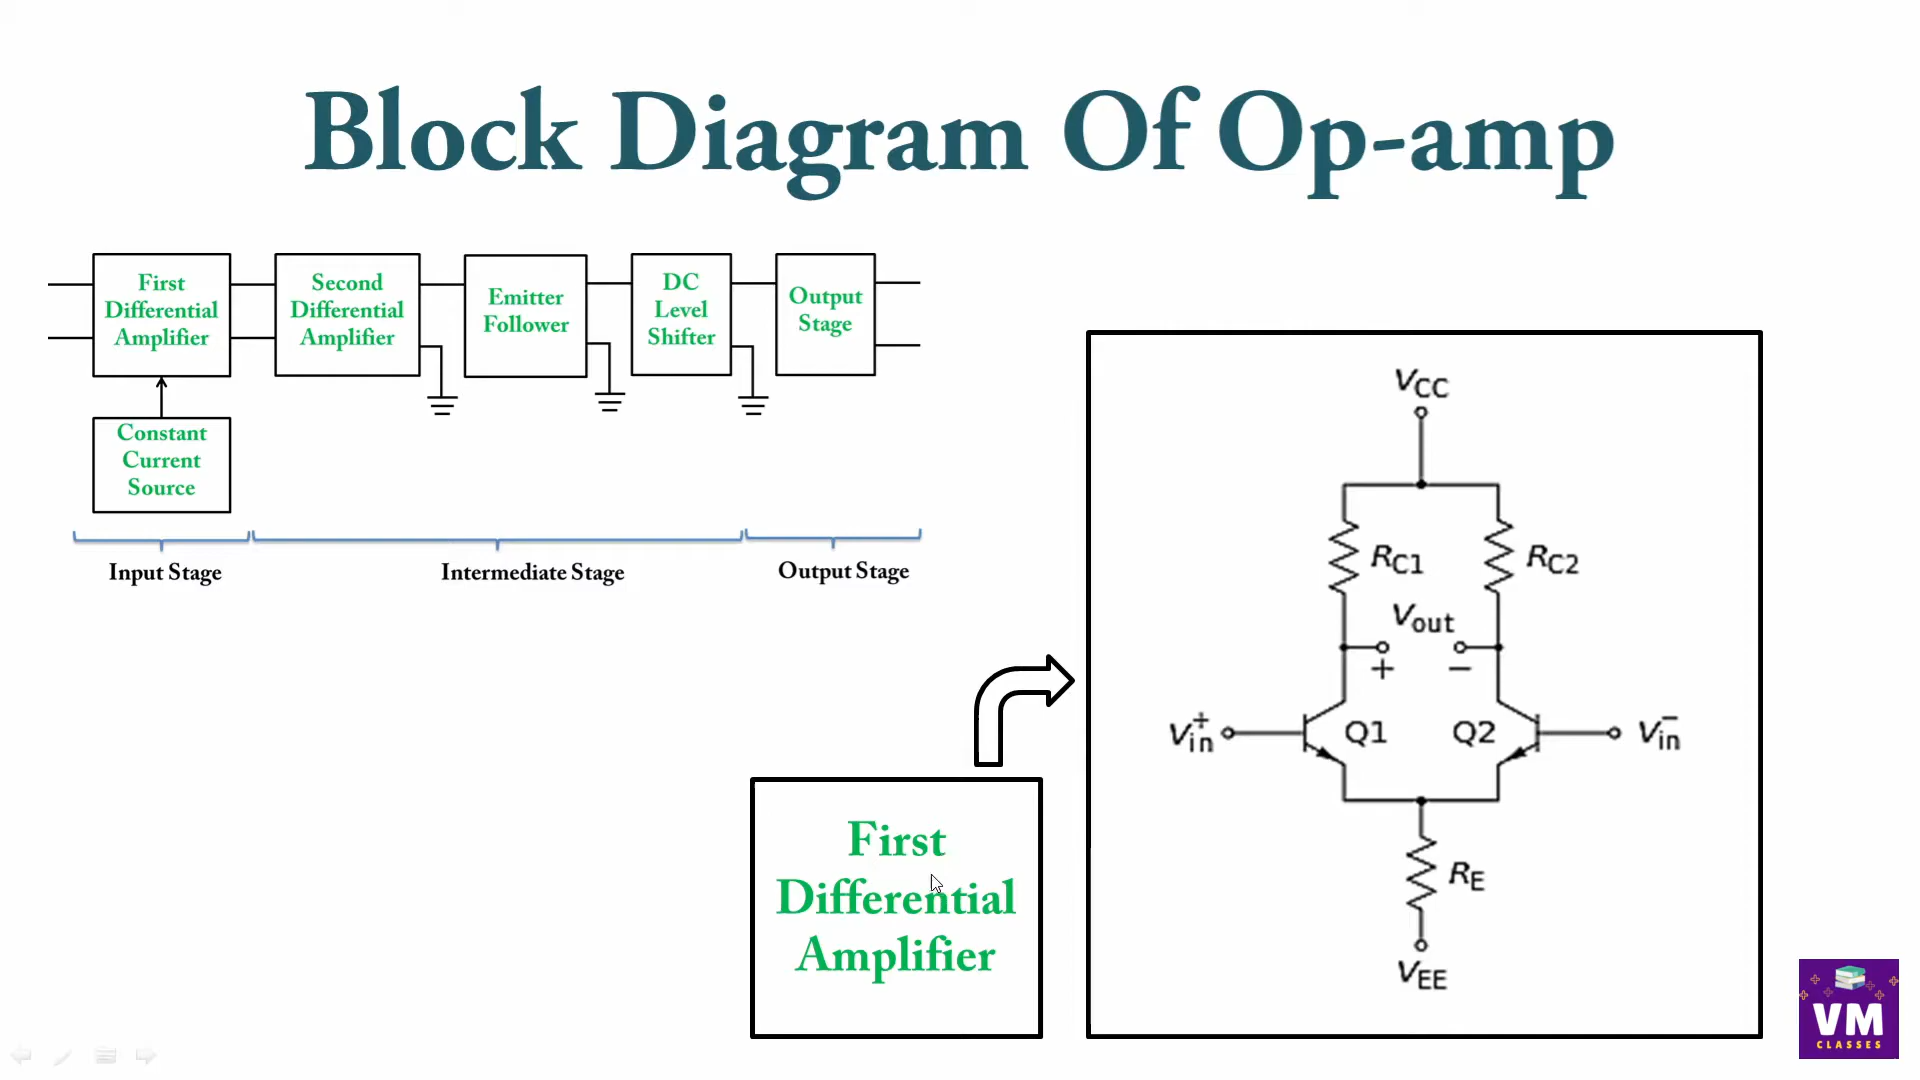 Block Diagram Of Op-amp
First
Differential
Amplifier
Second
Differential
Amplifier
Emitter
Follower
DC
Level
Shifter
Output
Stage
Constant
Current
Source
Input Stage
Intermediate Stage
Output Stage
First
Differential
Amplifier
VCC
RC1
RC2
Vout
+
−
Vin+
Q1
Q2
Vin−
RE
VEE
VM
CLASSES